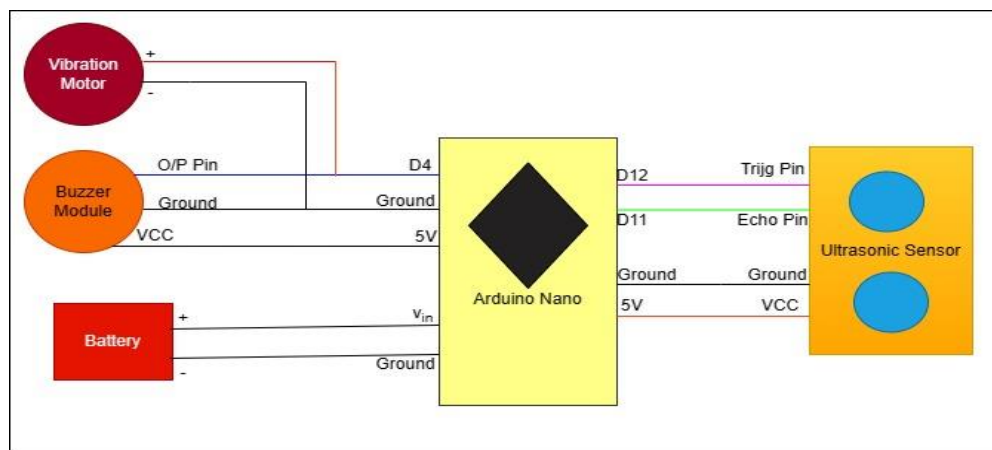 Vibration
Motor
+
-
O/P Pin
D4
Buzzer
Module
Ground
Ground
VCC
5V
Battery
+
-
vin
Ground
Arduino Nano
D12
Trijg Pin
D11
Echo Pin
Ground
Ground
5V
VCC
Ultrasonic Sensor